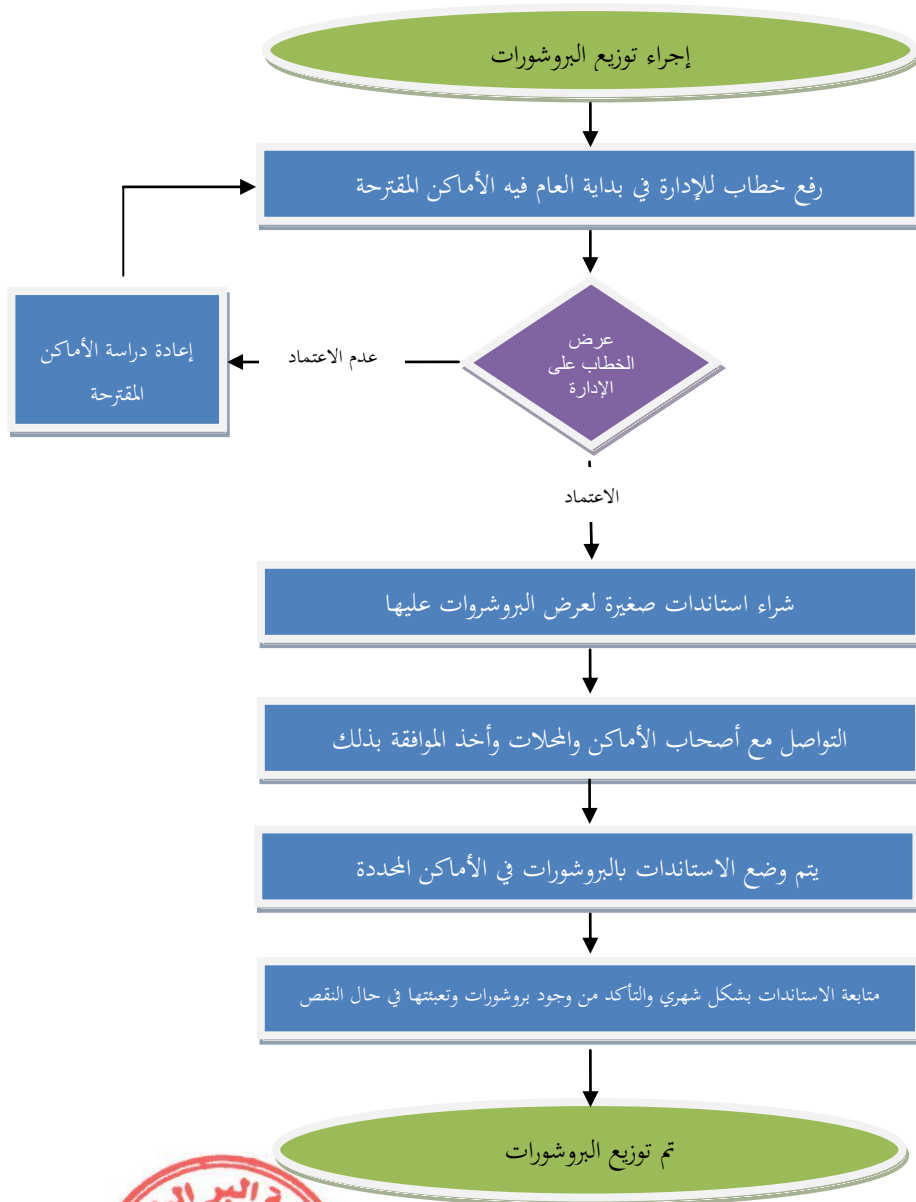 إجراء توزيع البروشورات
رفع خطاب للإدارة في بداية العام فيه الأماكن المقترحة
عرض
الخطاب على
الإدارة
عدم الاعتماد
إعادة دراسة الأماكن
المقترحة
الاعتماد
شراء استاندات صغيرة لعرض البروشروات عليها
التواصل مع أصحاب الأماكن والمحلات وأخذ الموافقة بذلك
يتم وضع الاستاندات بالبروشورات في الأماكن المحددة
متابعة الاستاندات بشكل شهري والتأكد من وجود بروشورات وتعبئتها في حال النقص
تم توزيع البروشورات
البر